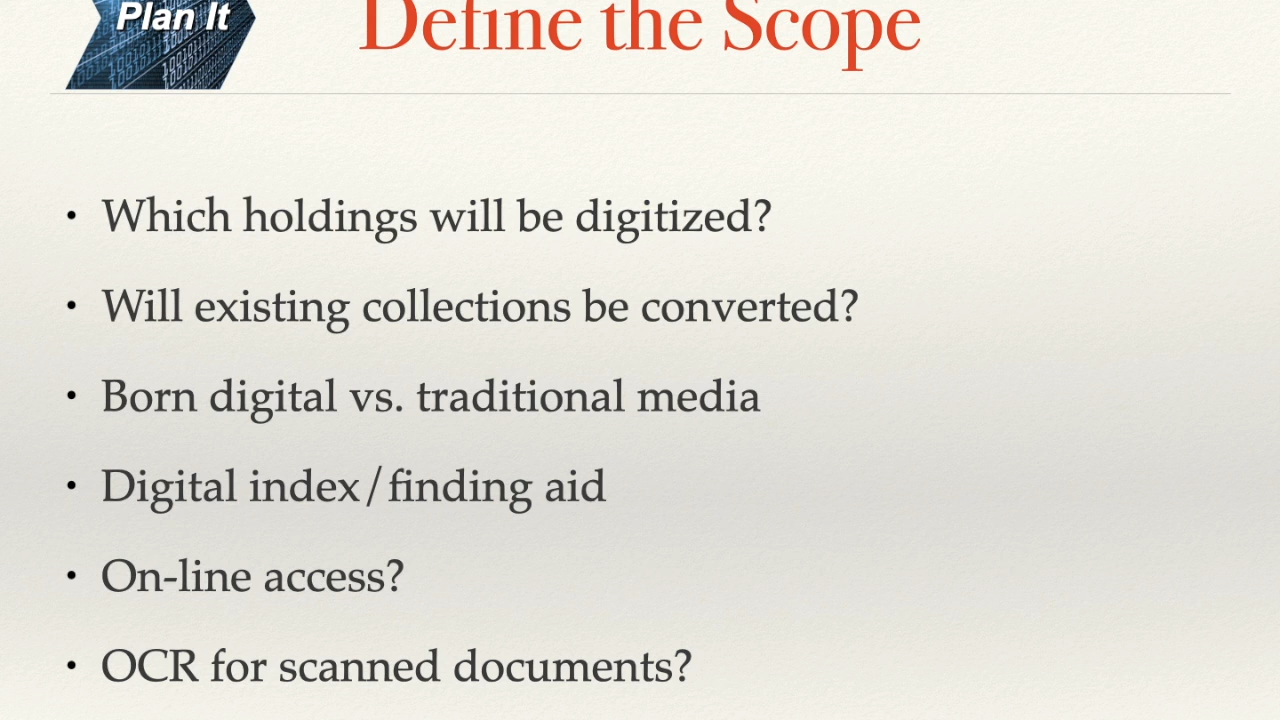 Plan It
Define the Scope
• Which holdings will be digitized?
• Will existing collections be converted?
• Born digital vs. traditional media
• Digital index/finding aid
• On-line access?
• OCR for scanned documents?